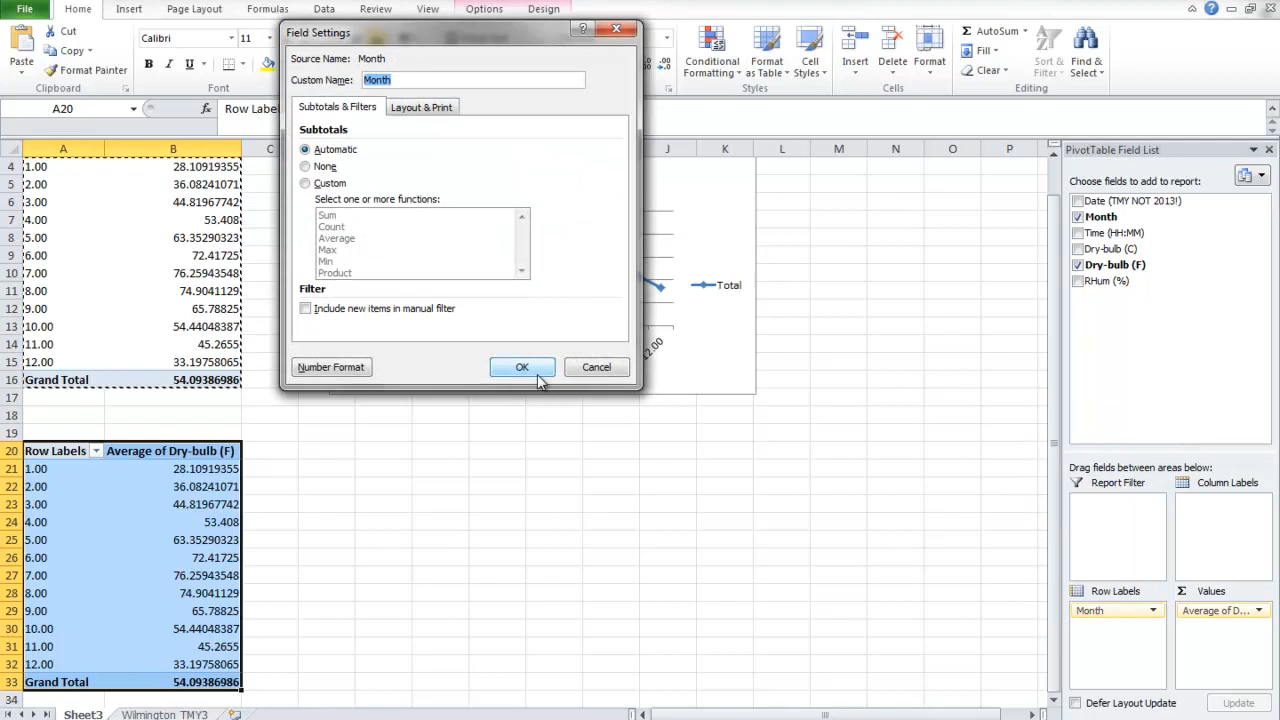 File Home Insert Page Layout Formulas Data Review View Options Design
Cut
Copy
Format Painter
Paste
Clipboard
Calibri 11
B I U
Font
Conditional Formatting
Format as Table
Cell Styles
Styles
Insert Delete Format
Cells
AutoSum
Fill
Clear
Sort & Filter
Find & Select
Editing
A20 fx Row Label
Field Settings
Source Name: Month
Custom Name: Month
Subtotals & Filters Layout & Print
Subtotals
Automatic
None
Custom
Select one or more functions:
Sum
Count
Average
Max
Min
Product
Filter
Include new items in manual filter
Number Format OK Cancel
A B C J K L M N O P
4 1.00 28.10919355
5 2.00 36.08241071
6 3.00 44.81967742
7 4.00 53.408
8 5.00 63.35290323
9 6.00 72.41725
10 7.00 76.25943548
11 8.00 74.9041129
12 9.00 65.78825
13 10.00 54.44048387
14 11.00 45.2655
15 12.00 33.19758065
16 Grand Total 54.09386986
17
18
19
20 Row Labels Average of Dry-bulb (F)
21 1.00 28.10919355
22 2.00 36.08241071
23 3.00 44.81967742
24 4.00 53.408
25 5.00 63.35290323
26 6.00 72.41725
27 7.00 76.25943548
28 8.00 74.9041129
29 9.00 65.78825
30 10.00 54.44048387
31 11.00 45.2655
32 12.00 33.19758065
33 Grand Total 54.09386986
34
Total
12.00
PivotTable Field List
Choose fields to add to report:
Date (TMY NOT 2013!)
Month
Time (HH:MM)
Dry-bulb (C)
Dry-bulb (F)
RHum (%)
Drag fields between areas below:
Report Filter Column Labels
Row Labels Σ Values
Month Average of D...
Defer Layout Update Update
Sheet3 Wilmington TMY3